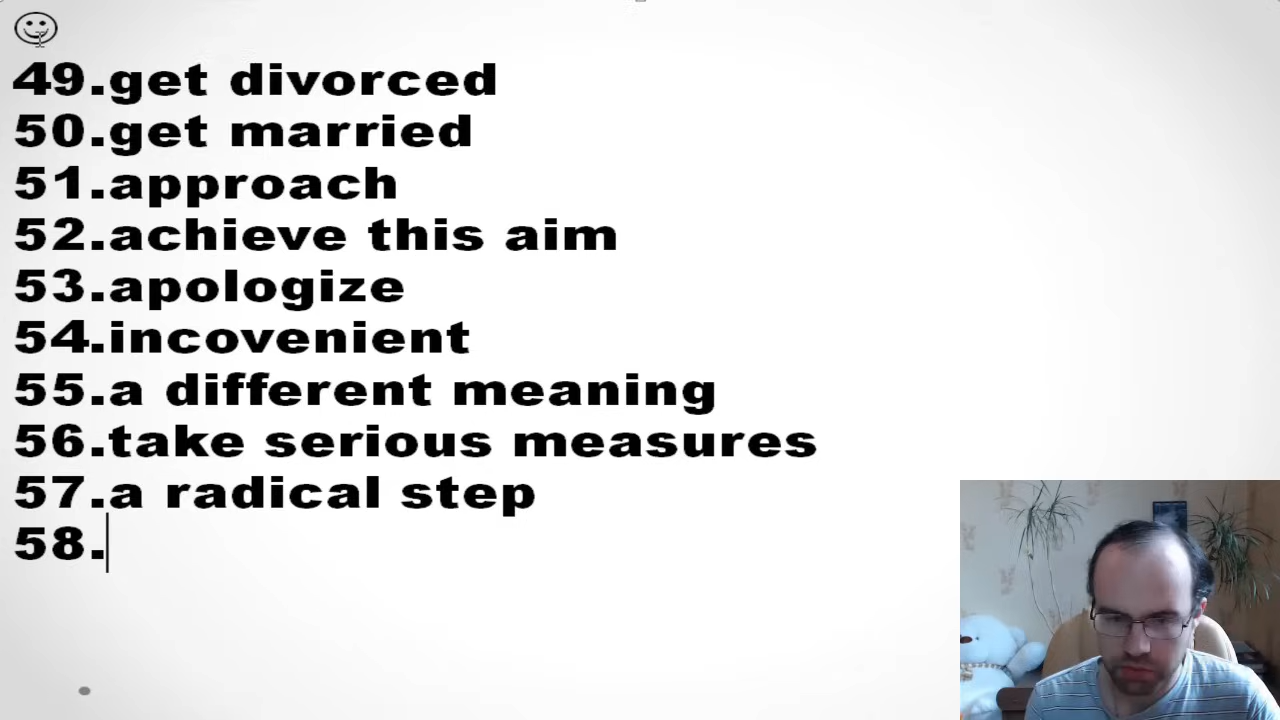 49.get divorced
50.get married
51.approach
52.achieve this aim
53.apologize
54.incovenient
55.a different meaning
56.take serious measures
57.a radical step
58.